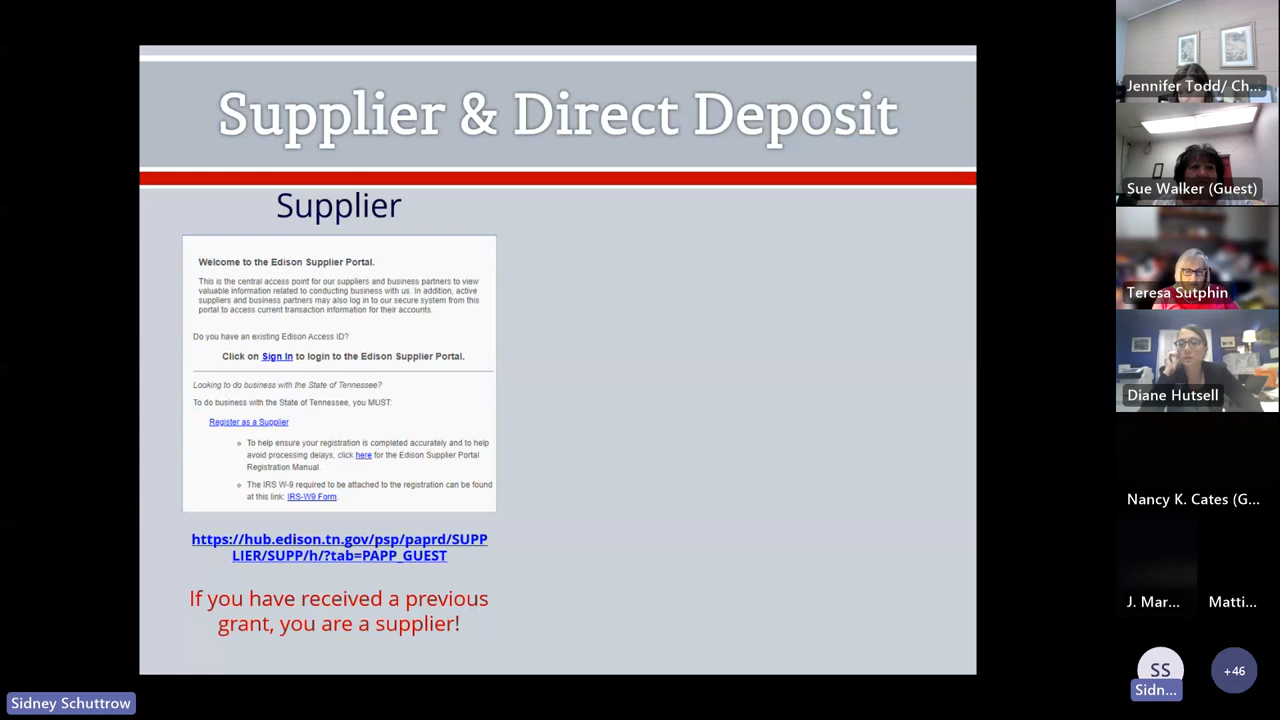 Supplier & Direct Deposit
Supplier
Welcome to the Edison Supplier Portal.
This is the central access point for our suppliers and business partners to view
valuable information related to conducting business with us. In addition, active
suppliers and business partners may also log in to our secure system from this
portal to access current transaction information for their accounts.
Do you have an existing Edison Access ID?
Click on Sign In to login to the Edison Supplier Portal.
Looking to do business with the State of Tennessee?
To do business with the State of Tennessee, you MUST:
Register as a Supplier
To help ensure your registration is completed accurately and to help
avoid processing delays, click here for the Edison Supplier Portal
Registration Manual.
The IRS W-9 required to be attached to the registration can be found
at this link: IRS-W9 Form.
https://hub.edison.tn.gov/psp/paprd/SUPP
LIER/SUPP/h/?tab=PAPP_GUEST
If you have received a previous
grant, you are a supplier!
Sidney Schuttrow
Jennifer Todd/ Ch...
Sue Walker (Guest)
Teresa Sutphin
Diane Hutsell
Nancy K. Cates (G...
J. Mar...
Matti...
SS
Sidn...
+46